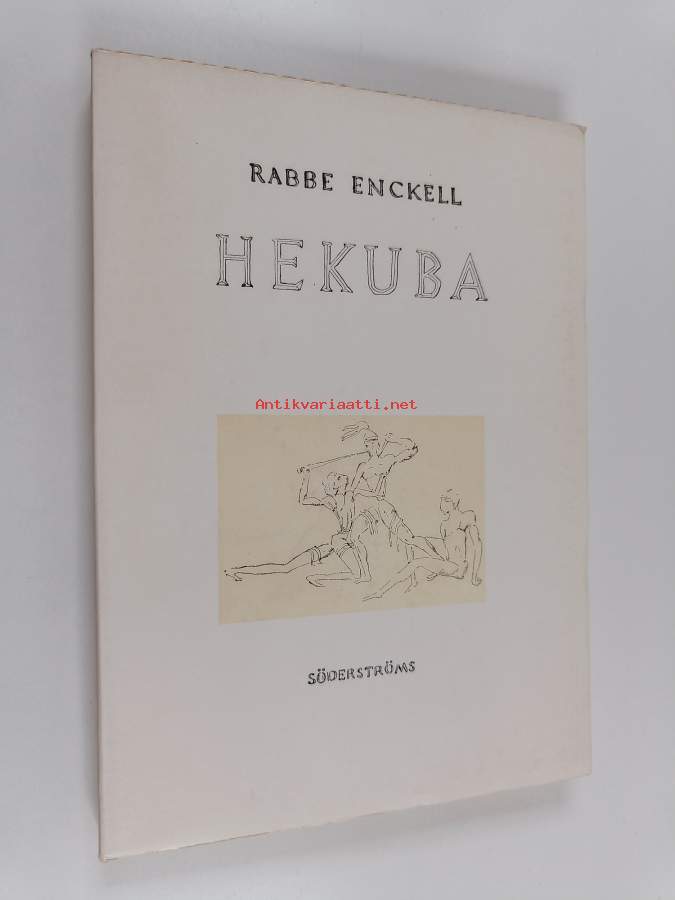 RABBE ENCKELL
HEKUBA
Antikvariaatti.net
SÖDERSTRÖMS